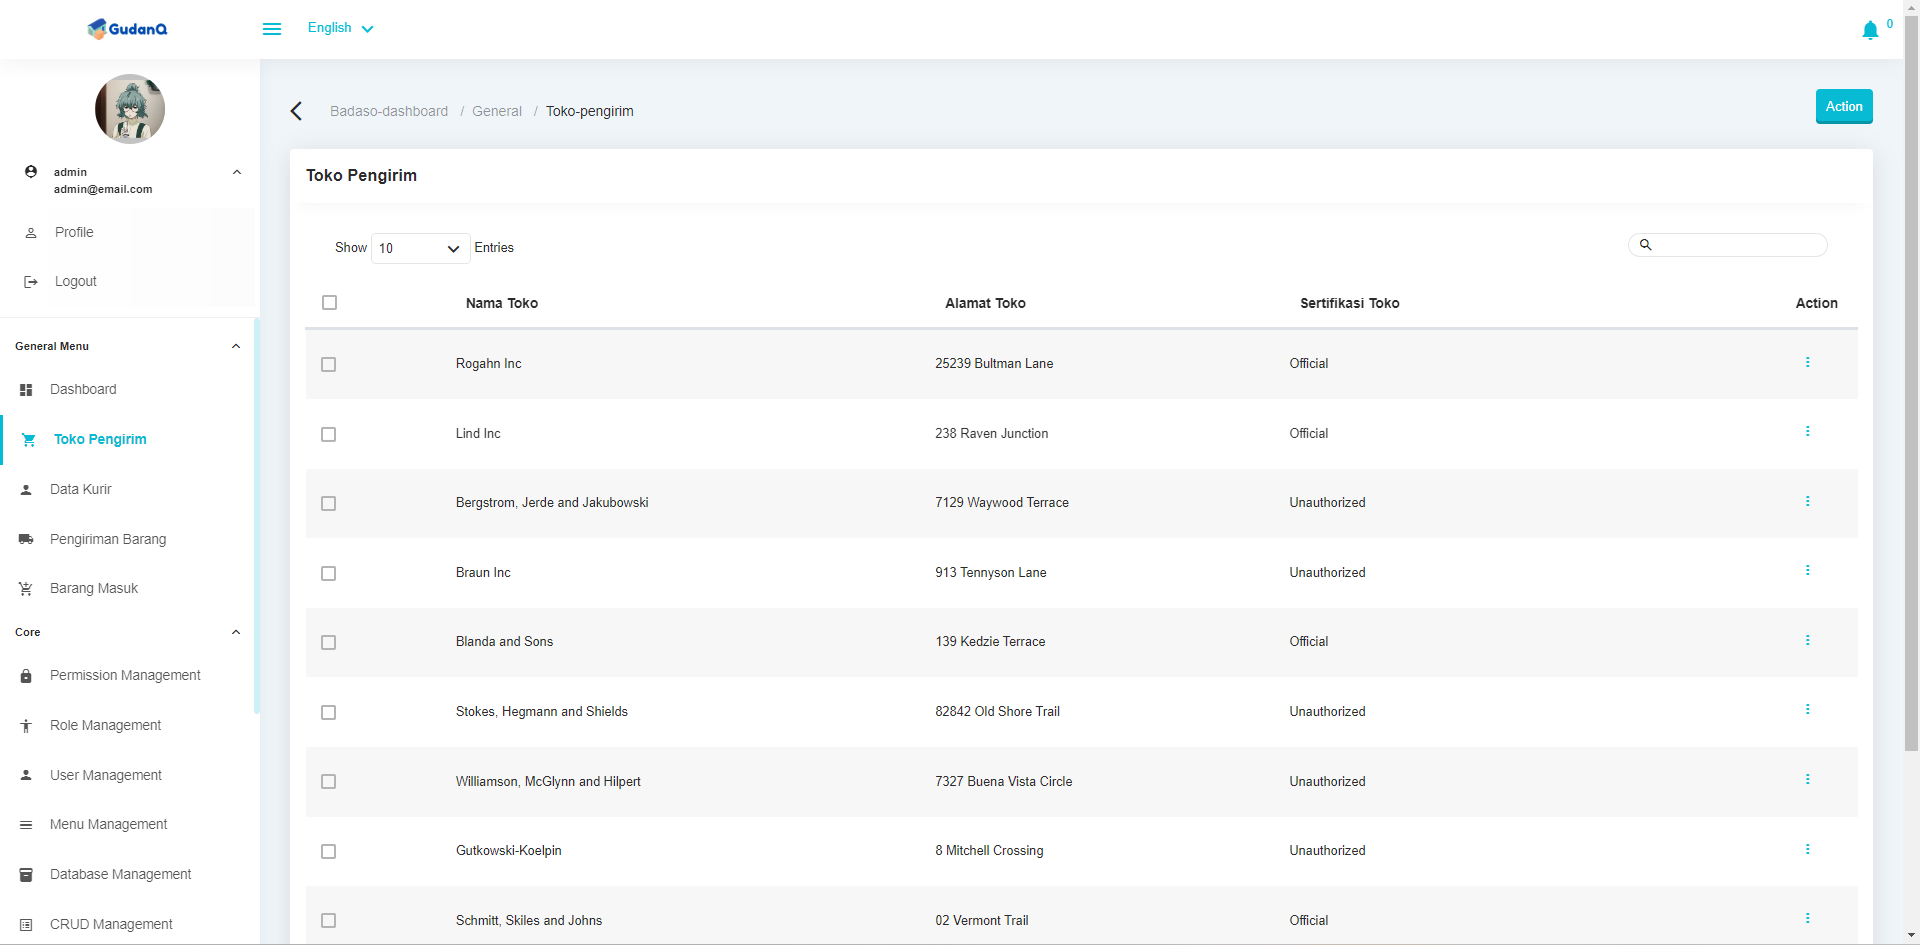 GudanQ
English
0
admin
admin@email.com
Profile
Logout
General Menu
Dashboard
Toko Pengirim
Data Kurir
Pengiriman Barang
Barang Masuk
Core
Permission Management
Role Management
User Management
Menu Management
Database Management
CRUD Management
Badaso-dashboard / General / Toko-pengirim
Action
Toko Pengirim
Show 10 Entries
Nama Toko Alamat Toko Sertifikasi Toko Action
Rogahn Inc 25239 Bultman Lane Official
Lind Inc 238 Raven Junction Official
Bergstrom, Jerde and Jakubowski 7129 Waywood Terrace Unauthorized
Braun Inc 913 Tennyson Lane Unauthorized
Blanda and Sons 139 Kedzie Terrace Official
Stokes, Hegmann and Shields 82842 Old Shore Trail Unauthorized
Williamson, McGlynn and Hilpert 7327 Buena Vista Circle Unauthorized
Gutkowski-Koelpin 8 Mitchell Crossing Unauthorized
Schmitt, Skiles and Johns 02 Vermont Trail Official